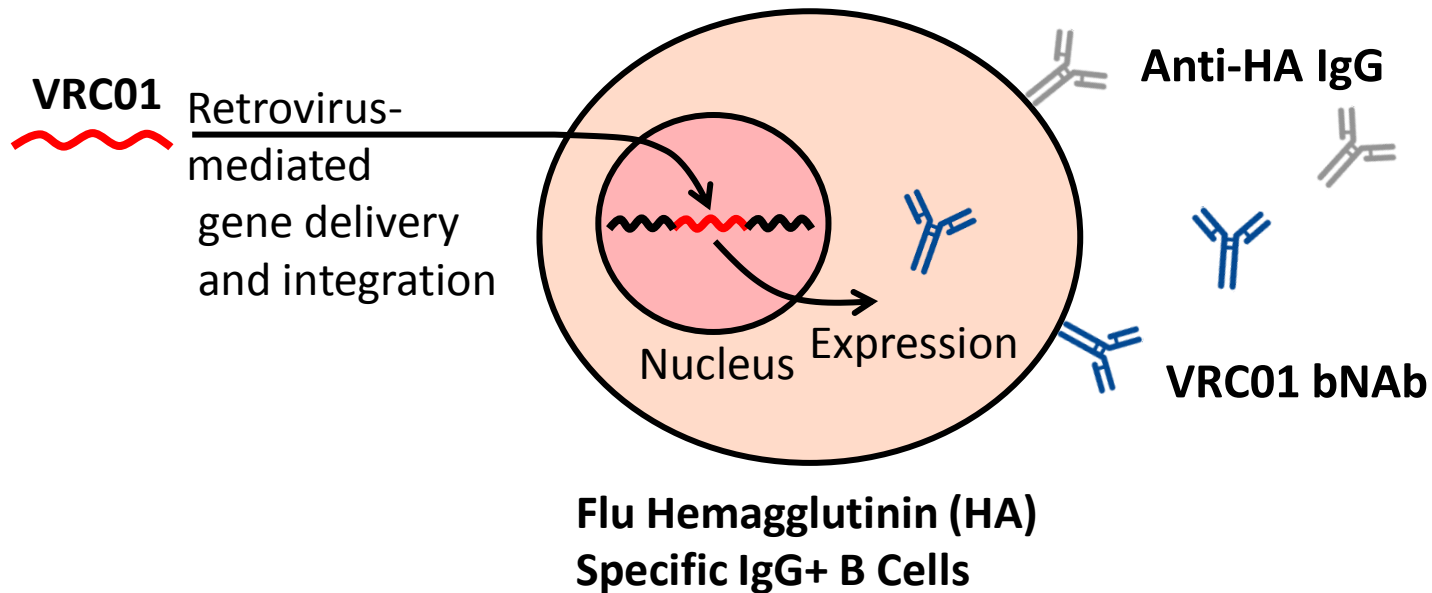 VRC01
Retrovirus-
mediated
gene delivery
and integration
Anti-HA IgG
Nucleus
Expression
VRC01 bNAb
Flu Hemagglutinin (HA)
Specific IgG+ B Cells